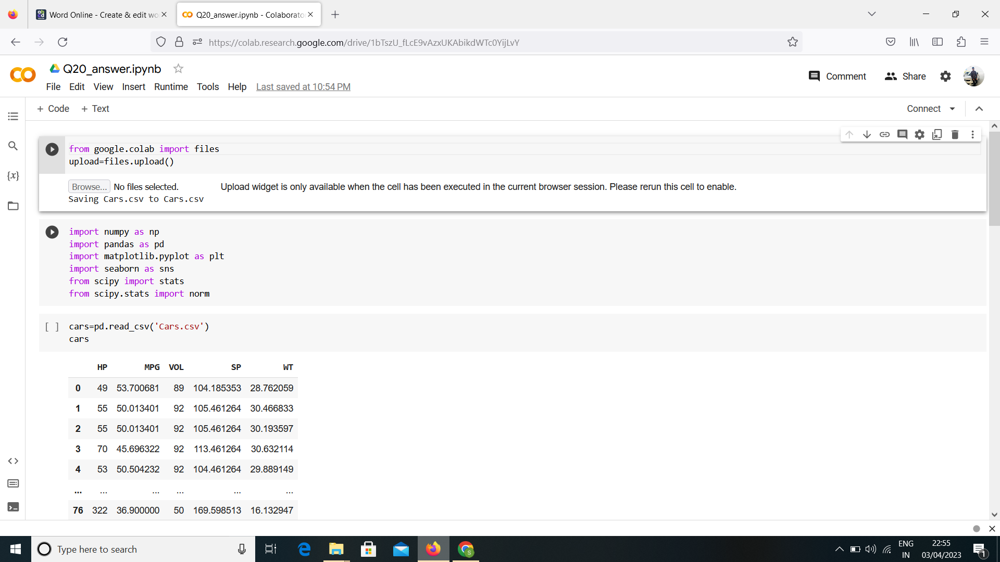 Word Online - Create & edit wo
Q20_answer.ipynb - Colaborato
https://colab.research.google.com/drive/1bTszU_fLcE9vAzxUKAbikdWTc0YijLvY
Q20_answer.ipynb
Comment
Share
File Edit View Insert Runtime Tools Help Last saved at 10:54 PM
+ Code + Text
Connect
from google.colab import files
upload=files.upload()
Browse... No files selected. Upload widget is only available when the cell has been executed in the current browser session. Please rerun this cell to enable.
Saving Cars.csv to Cars.csv
import numpy as np
import pandas as pd
import matplotlib.pyplot as plt
import seaborn as sns
from scipy import stats
from scipy.stats import norm
[ ] cars=pd.read_csv('Cars.csv')
cars
HP MPG VOL SP WT
0 49 53.700681 89 104.185353 28.762059
1 55 50.013401 92 105.461264 30.466833
2 55 50.013401 92 105.461264 30.193597
3 70 45.696322 92 113.461264 30.632114
4 53 50.504232 92 104.461264 29.889149
... ... ... ... ... ...
76 322 36.900000 50 169.598513 16.132947
Type here to search
ENG
IN
22:55
03/04/2023
1